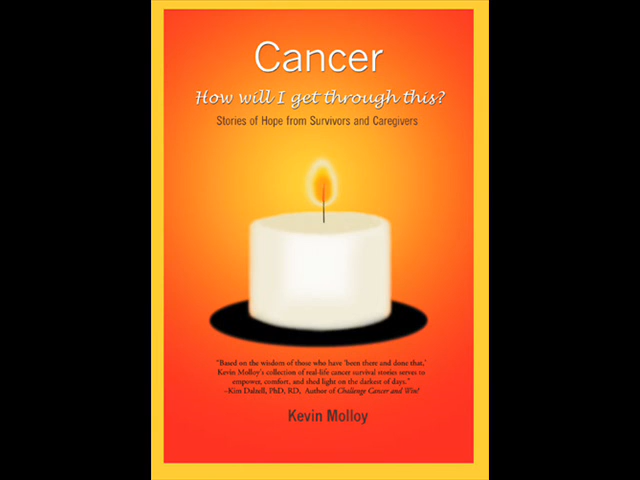 Cancer
How will I get through this?
Stories of Hope from Survivors and Caregivers
"Based on the wisdom of those who have 'been there and done that,'
Kevin Molloy's collection of real-life cancer survival stories serves to
empower, comfort, and shed light on the darkest of days."
–Kim Dalzell, PhD, RD, Author of Challenge Cancer and Win!
Kevin Molloy